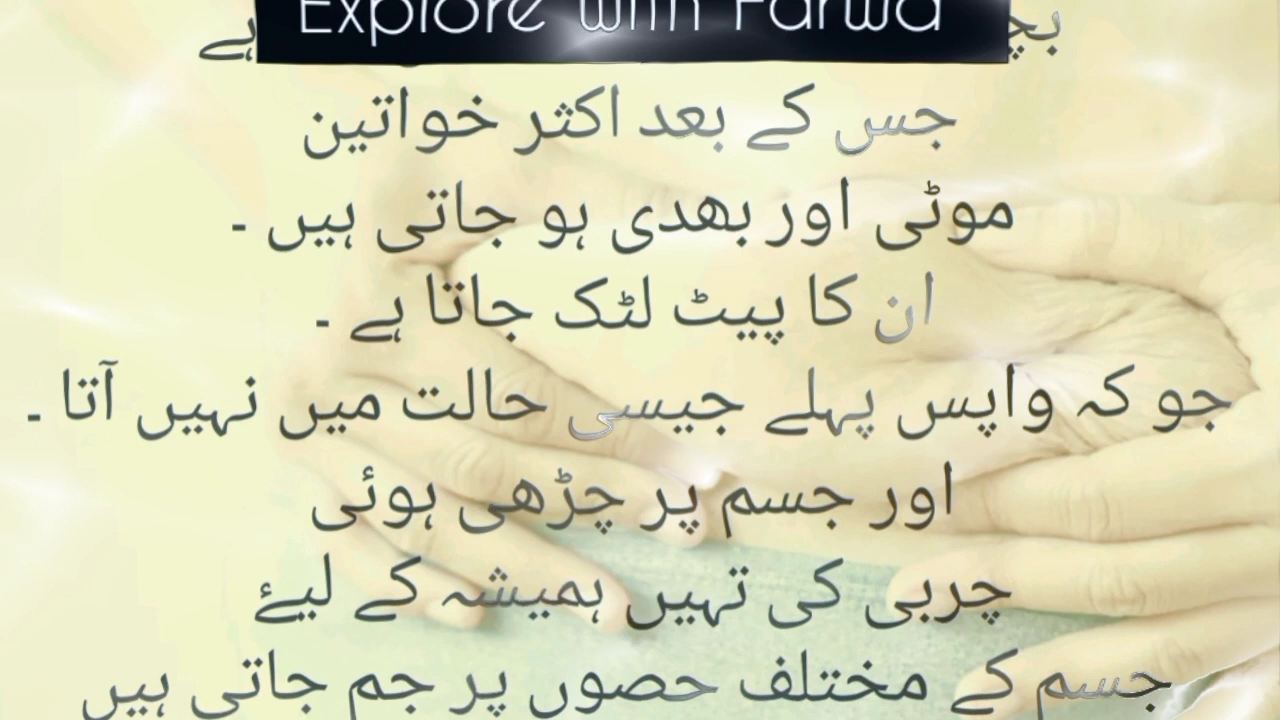 Explore with Farwa
ہے
جس کے بعد اکثر خواتین
موٹی اور بھدی ہو جاتی ہیں ۔
ان کا پیٹ لٹک جاتا ہے ۔
جو کہ واپس پہلے جیسی حالت میں نہیں آتا ۔
اور جسم پر چڑھی ہوئی
چربی کی تہیں ہمیشہ کے لیۓ
جسم کے مختلف حصوں پر جم جاتی ہیں